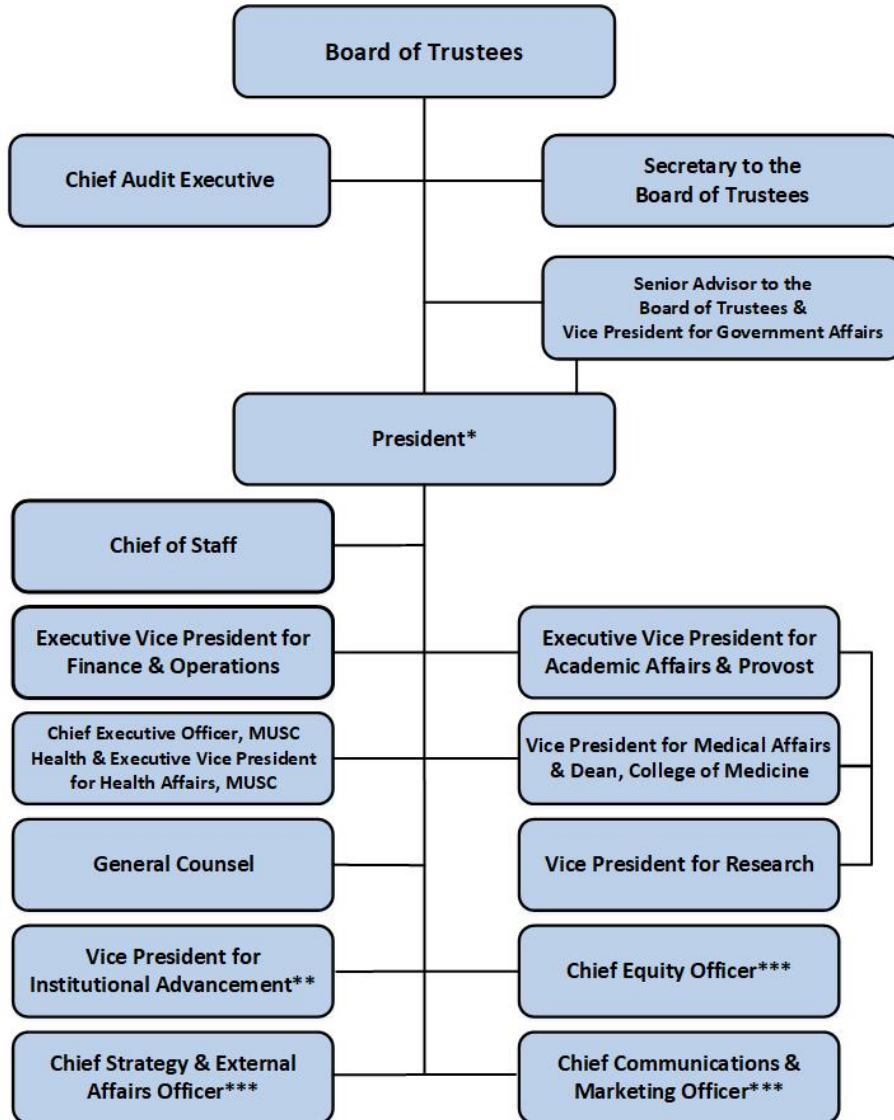 Board of Trustees
Chief Audit Executive
Secretary to the
Board of Trustees
Senior Advisor to the
Board of Trustees &
Vice President for Government Affairs
President*
Chief of Staff
Executive Vice President for
Finance & Operations
Executive Vice President for
Academic Affairs & Provost
Chief Executive Officer, MUSC
Health & Executive Vice President
for Health Affairs, MUSC
Vice President for Medical Affairs
& Dean, College of Medicine
General Counsel
Vice President for Research
Vice President for
Institutional Advancement**
Chief Equity Officer***
Chief Strategy & External
Affairs Officer***
Chief Communications &
Marketing Officer***